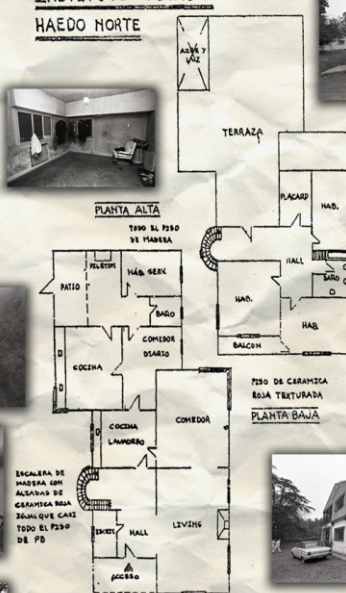 HAEDO NORTE
AIRE Y
LUZ
TERRAZA
PLANTA ALTA
TODO EL PISO
DE MADERA
PLACARD
HAB.
HALL
BAÑO
HAB.
HAB
BALCON
PILETON
HAB SERV.
PATIO
BAÑO
COMEDOR
DIARIO
COCINA
PISO DE CERAMICA
ROJA TEXTURADA
PLANTA BAJA
COCINA
LAVADERO
COMEDOR
ESCALERA DE
MADERA CON
ALZADAS DE
CERAMICA ROJA
IGUAL QUE CASI
TODO EL PISO
DE PB
HALL
LIVING
ACCESO